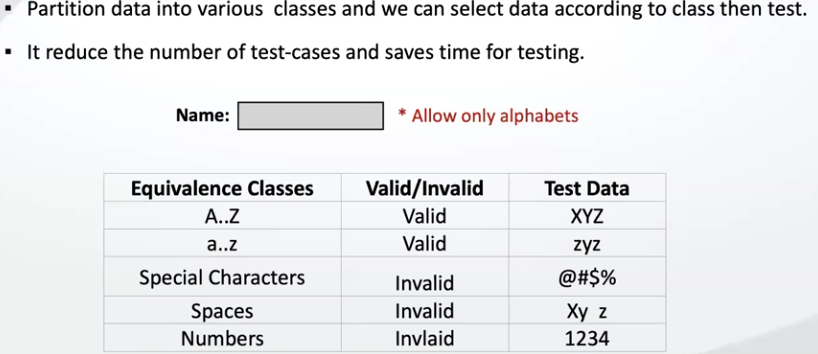 ▪ Partition data into various classes and we can select data according to class then test.
▪ It reduce the number of test-cases and saves time for testing.
Name: * Allow only alphabets
Equivalence Classes Valid/Invalid Test Data
A..Z Valid XYZ
a..z Valid zyz
Special Characters Invalid @#$%
Spaces Invalid Xy z
Numbers Invlaid 1234